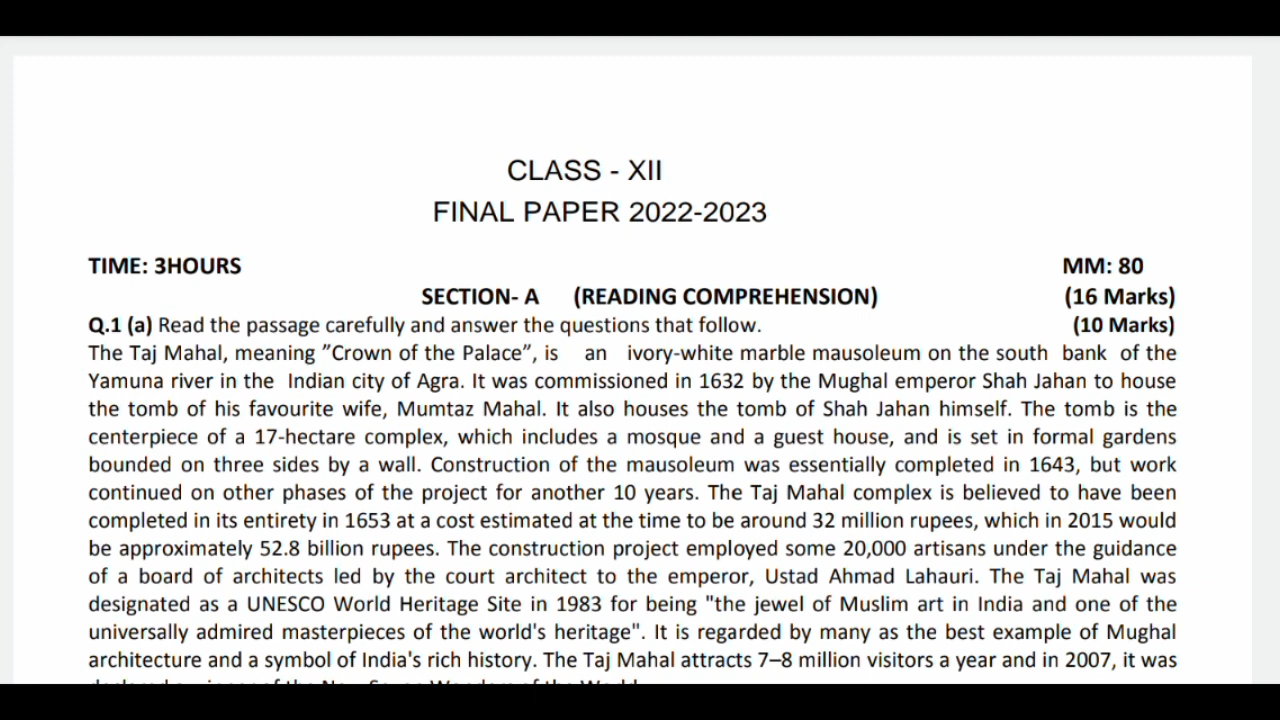 CLASS - XII
FINAL PAPER 2022-2023
TIME: 3HOURS MM: 80
SECTION- A (READING COMPREHENSION) (16 Marks)
Q.1 (a) Read the passage carefully and answer the questions that follow. (10 Marks)
The Taj Mahal, meaning ”Crown of the Palace”, is an ivory-white marble mausoleum on the south bank of the
Yamuna river in the Indian city of Agra. It was commissioned in 1632 by the Mughal emperor Shah Jahan to house
the tomb of his favourite wife, Mumtaz Mahal. It also houses the tomb of Shah Jahan himself. The tomb is the
centerpiece of a 17-hectare complex, which includes a mosque and a guest house, and is set in formal gardens
bounded on three sides by a wall. Construction of the mausoleum was essentially completed in 1643, but work
continued on other phases of the project for another 10 years. The Taj Mahal complex is believed to have been
completed in its entirety in 1653 at a cost estimated at the time to be around 32 million rupees, which in 2015 would
be approximately 52.8 billion rupees. The construction project employed some 20,000 artisans under the guidance
of a board of architects led by the court architect to the emperor, Ustad Ahmad Lahauri. The Taj Mahal was
designated as a UNESCO World Heritage Site in 1983 for being "the jewel of Muslim art in India and one of the
universally admired masterpieces of the world's heritage". It is regarded by many as the best example of Mughal
architecture and a symbol of India's rich history. The Taj Mahal attracts 7–8 million visitors a year and in 2007, it was
of the New Seven Wonders of the World